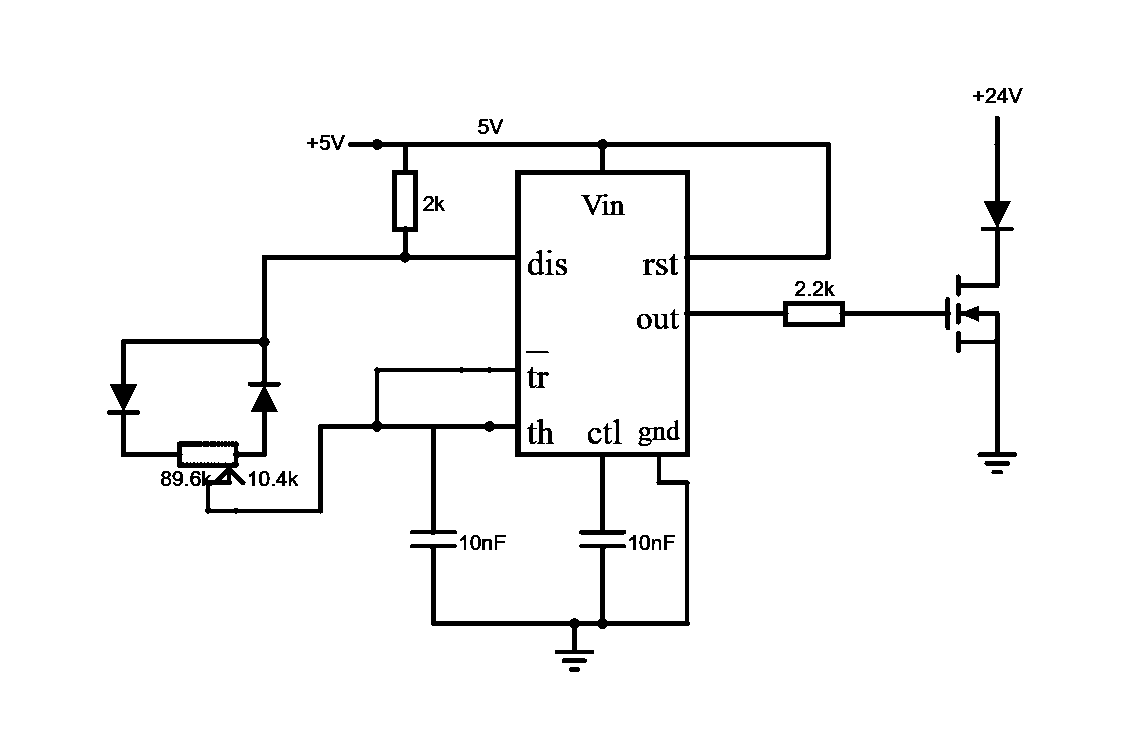 +24V
+5V
5V
2k
Vin
dis
rst
2.2k
out
tr
th
ctl
gnd
89.6k
10.4k
10nF
10nF